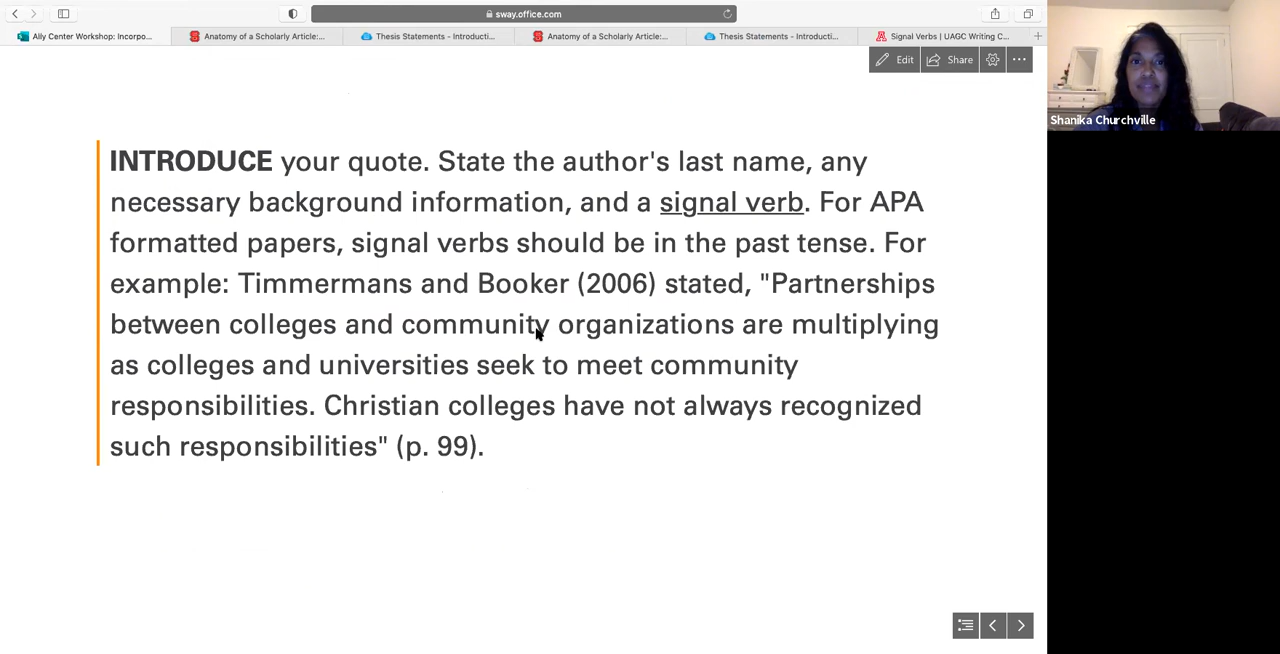 sway.office.com
Ally Center Workshop: Incorpo...
Anatomy of a Scholarly Article:...
Thesis Statements - Introducti...
Anatomy of a Scholarly Article:...
Thesis Statements - Introducti...
Signal Verbs | UAGC Writing C...
Edit
Share
Shanika Churchville
INTRODUCE your quote. State the author's last name, any
necessary background information, and a signal verb. For APA
formatted papers, signal verbs should be in the past tense. For
example: Timmermans and Booker (2006) stated, "Partnerships
between colleges and community organizations are multiplying
as colleges and universities seek to meet community
responsibilities. Christian colleges have not always recognized
such responsibilities" (p. 99).